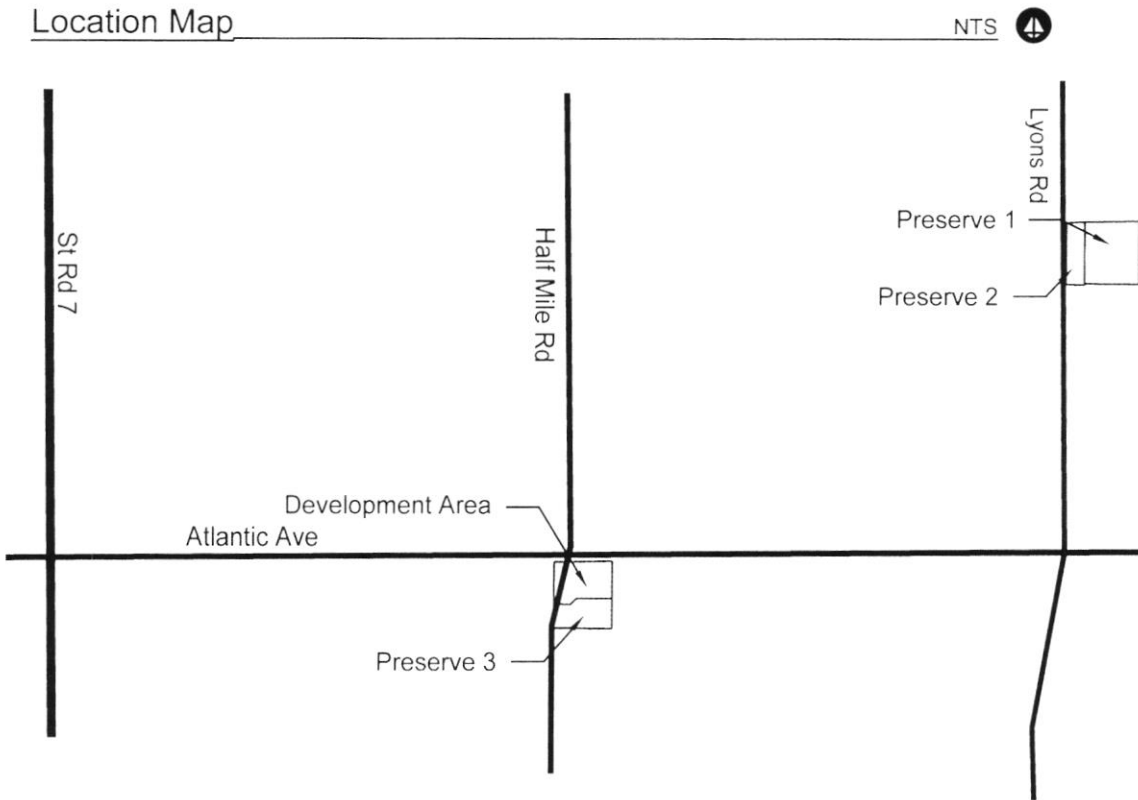 Location Map
NTS
Lyons Rd
Preserve 1
St Rd 7
Half Mile Rd
Preserve 2
Development Area
Atlantic Ave
Preserve 3